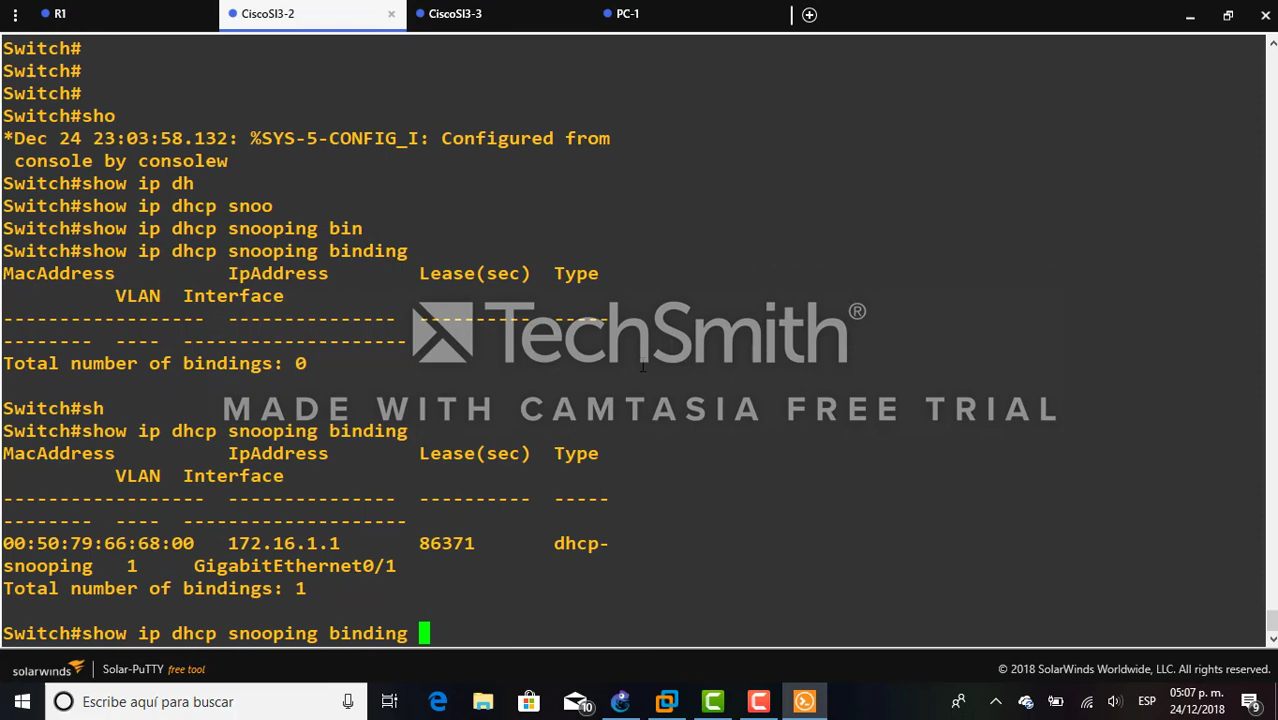 R1
CiscoSI3-2
CiscoSI3-3
PC-1
Switch#
Switch#
Switch#
Switch#sho
*Dec 24 23:03:58.132: %SYS-5-CONFIG_I: Configured from
console by consolew
Switch#show ip dh
Switch#show ip dhcp snoo
Switch#show ip dhcp snooping bin
Switch#show ip dhcp snooping binding
MacAddress IpAddress Lease(sec) Type
VLAN Interface
------------------ --------------- ---------- -----
-------- ---- --------------------
Total number of bindings: 0
TechSmith®
MADE WITH CAMTASIA FREE TRIAL
Switch#sh
Switch#show ip dhcp snooping binding
MacAddress IpAddress Lease(sec) Type
VLAN Interface
------------------ --------------- ---------- -----
-------- ---- --------------------
00:50:79:66:68:00 172.16.1.1 86371 dhcp-
snooping 1 GigabitEthernet0/1
Total number of bindings: 1
Switch#show ip dhcp snooping binding
solarwinds Solar-PuTTY free tool © 2018 SolarWinds Worldwide, LLC. All rights reserved.
Escribe aquí para buscar
10
ESP
05:07 p. m.
24/12/2018
9